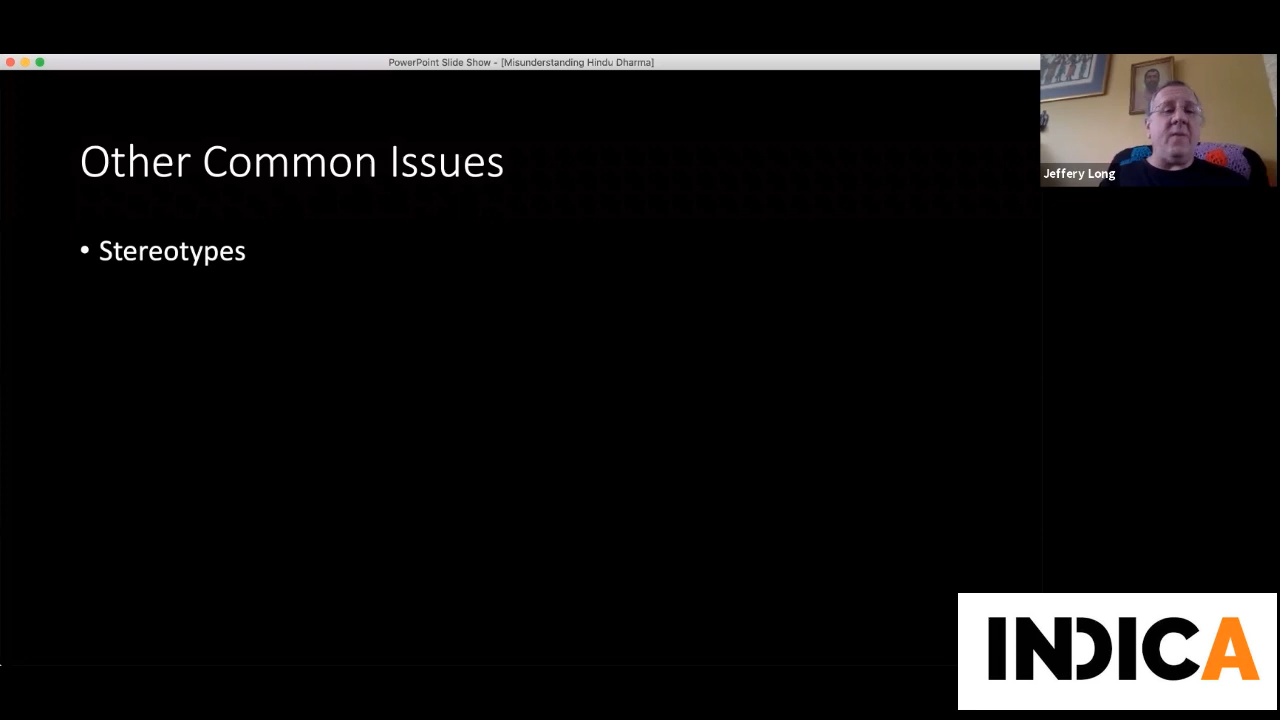 PowerPoint Slide Show - [Misunderstanding Hindu Dharma]
Other Common Issues
• Stereotypes
Jeffery Long
INDICA